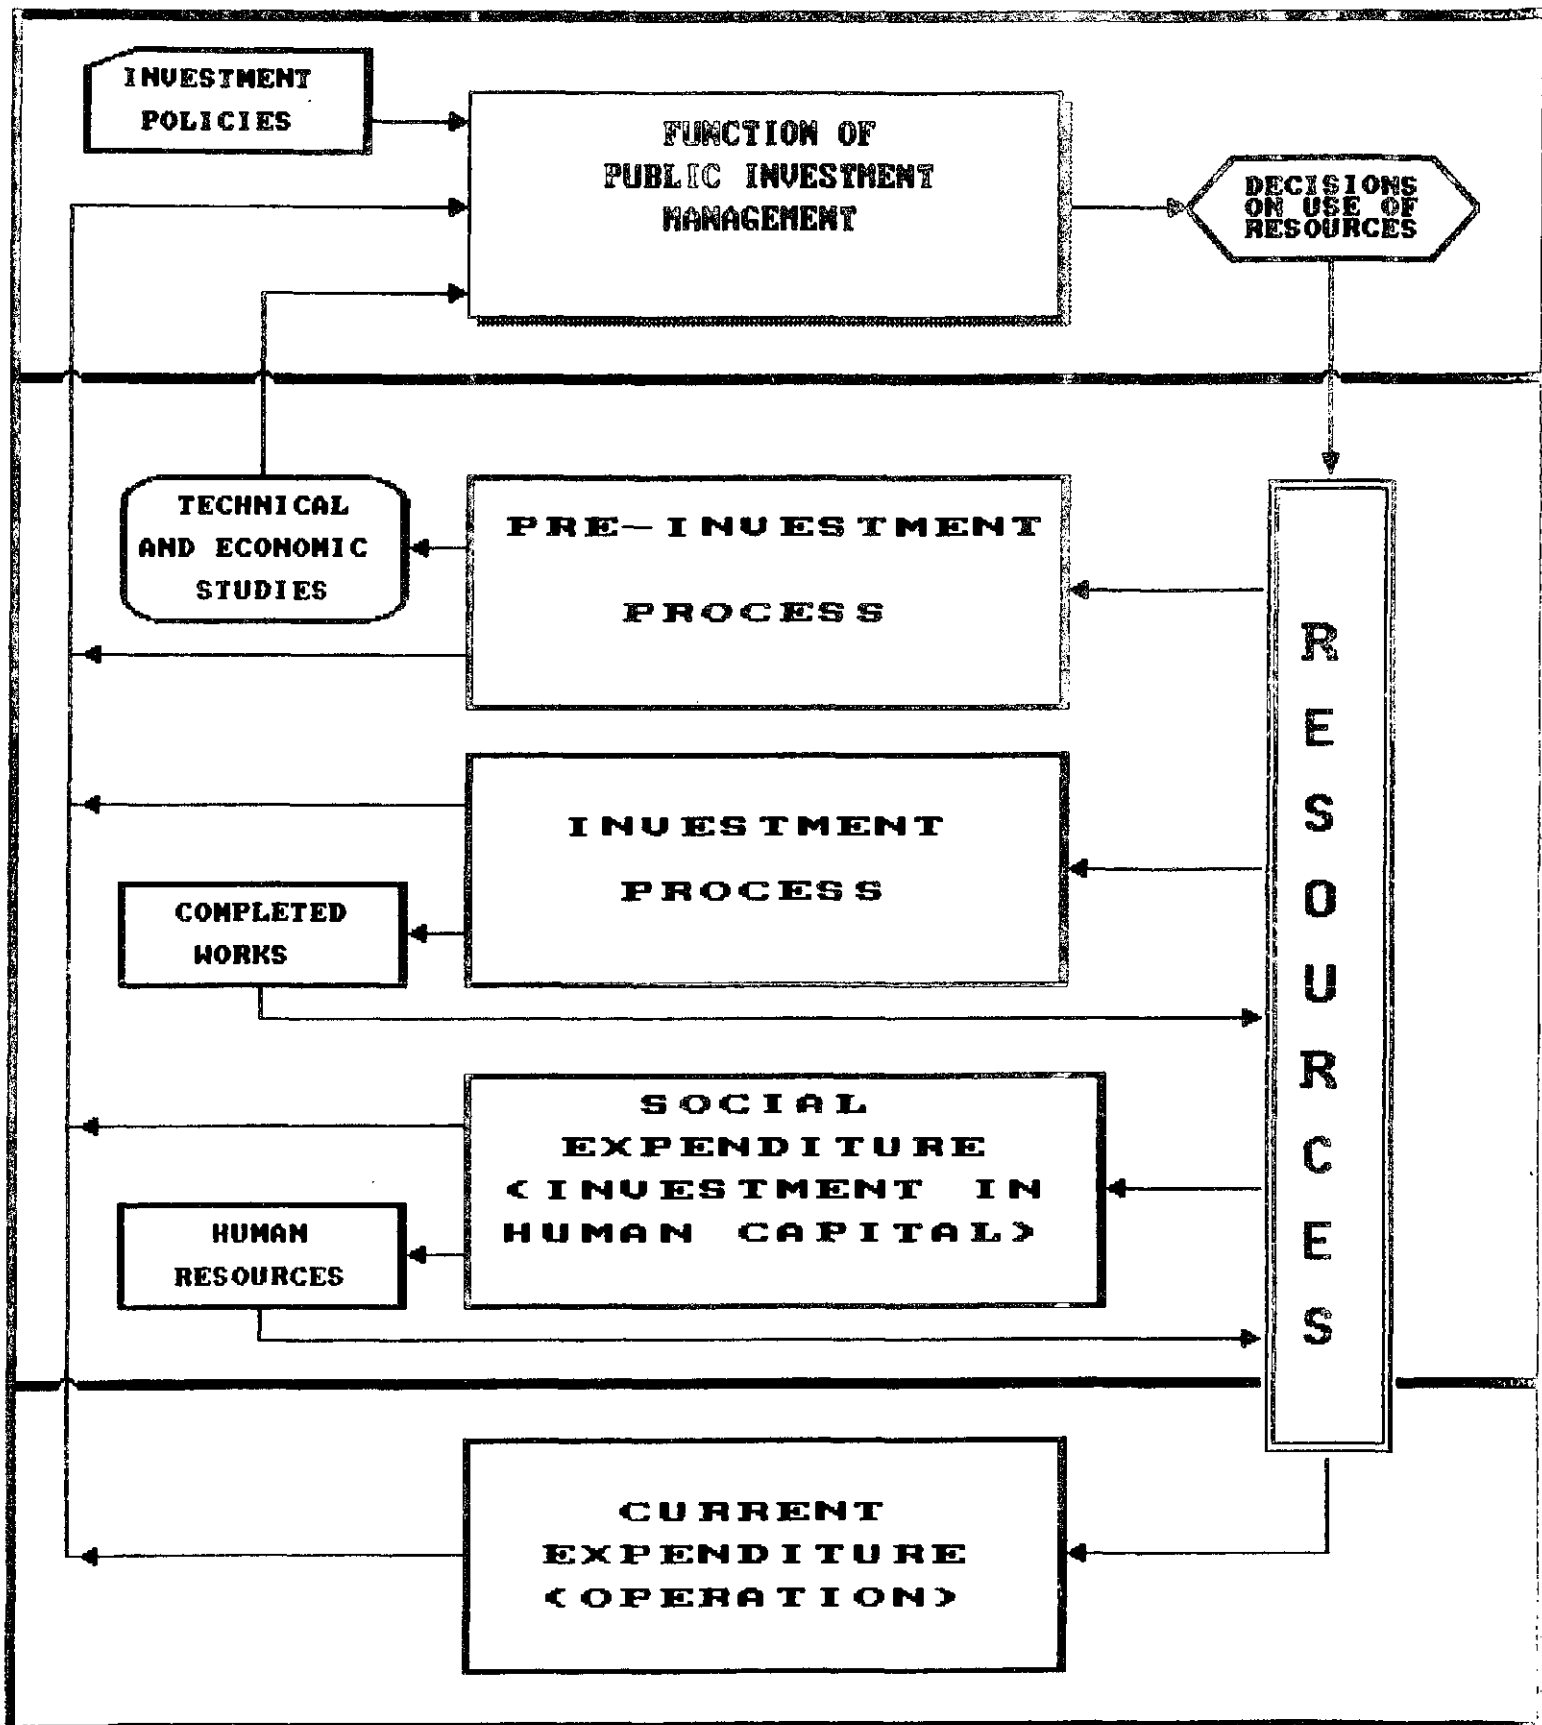 INVESTMENT
POLICIES
FUNCTION OF
PUBLIC INVESTMENT
MANAGEMENT
DECISIONS
ON USE OF
RESOURCES
TECHNICAL
AND ECONOMIC
STUDIES
PRE-INVESTMENT
PROCESS
RESOURCES
INVESTMENT
PROCESS
COMPLETED
WORKS
SOCIAL
EXPENDITURE
<INVESTMENT IN
HUMAN CAPITAL>
HUMAN
RESOURCES
CURRENT
EXPENDITURE
<OPERATION>